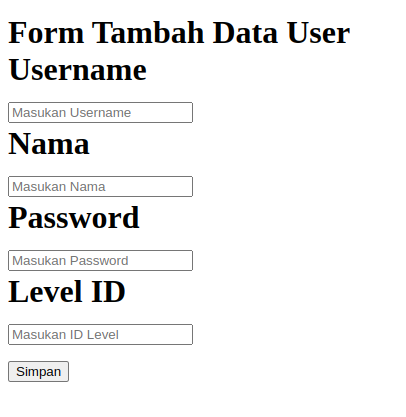 Form Tambah Data User
Username
Masukan Username
Nama
Masukan Nama
Password
Masukan Password
Level ID
Masukan ID Level
Simpan